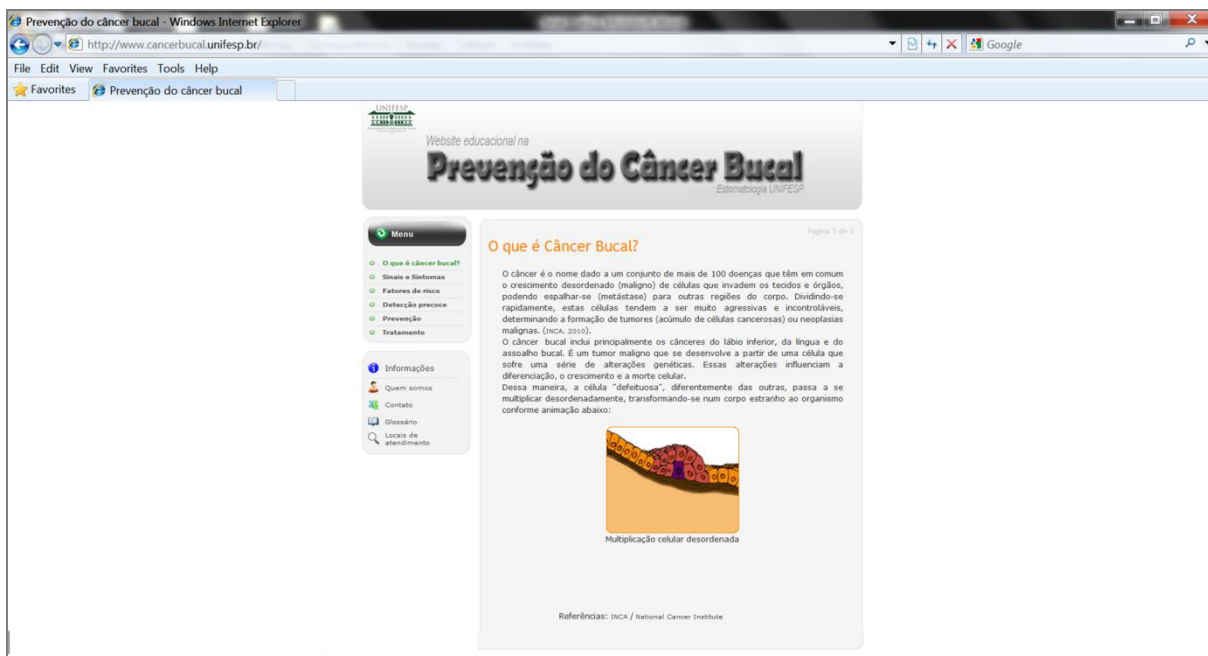 Prevenção do câncer bucal - Windows Internet Explorer
http://www.cancerbucal.unifesp.br/
Google
File Edit View Favorites Tools Help
Favorites
Prevenção do câncer bucal
UNIFESP
Website educacional na
Prevenção do Câncer Bucal
Estomatologia UNIFESP
Menu
O que é câncer bucal?
Sinais e Sintomas
Fatores de risco
Detecção precoce
Prevenção
Tratamento
Informações
Quem somos
Contato
Glossário
Locais de
atendimento
Página 1 de 3
O que é Câncer Bucal?
O câncer é o nome dado a um conjunto de mais de 100 doenças que têm em comum
o crescimento desordenado (maligno) de células que invadem os tecidos e órgãos,
podendo espalhar-se (metástase) para outras regiões do corpo. Dividindo-se
rapidamente, estas células tendem a ser muito agressivas e incontroláveis,
determinando a formação de tumores (acúmulo de células cancerosas) ou neoplasias
malignas. (INCA, 2010).
O câncer bucal inclui principalmente os cânceres do lábio inferior, da língua e do
assoalho bucal. É um tumor maligno que se desenvolve a partir de uma célula que
sofre uma série de alterações genéticas. Essas alterações influenciam a
diferenciação, o crescimento e a morte celular.
Dessa maneira, a célula "defeituosa", diferentemente das outras, passa a se
multiplicar desordenadamente, transformando-se num corpo estranho ao organismo
conforme animação abaixo:
Multiplicação celular desordenada
Referências: INCA / National Cancer Institute